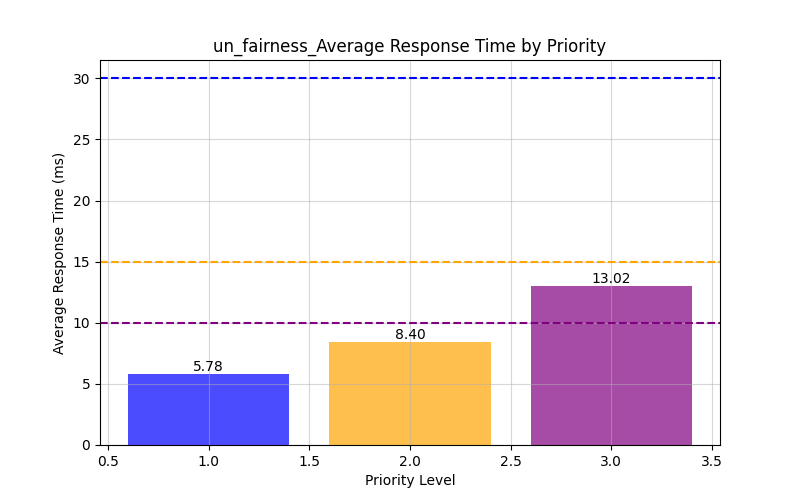 un_fairness_Average Response Time by Priority
Average Response Time (ms)
30
25
20
15
10
5
0
13.02
8.40
5.78
0.5 1.0 1.5 2.0 2.5 3.0 3.5
Priority Level